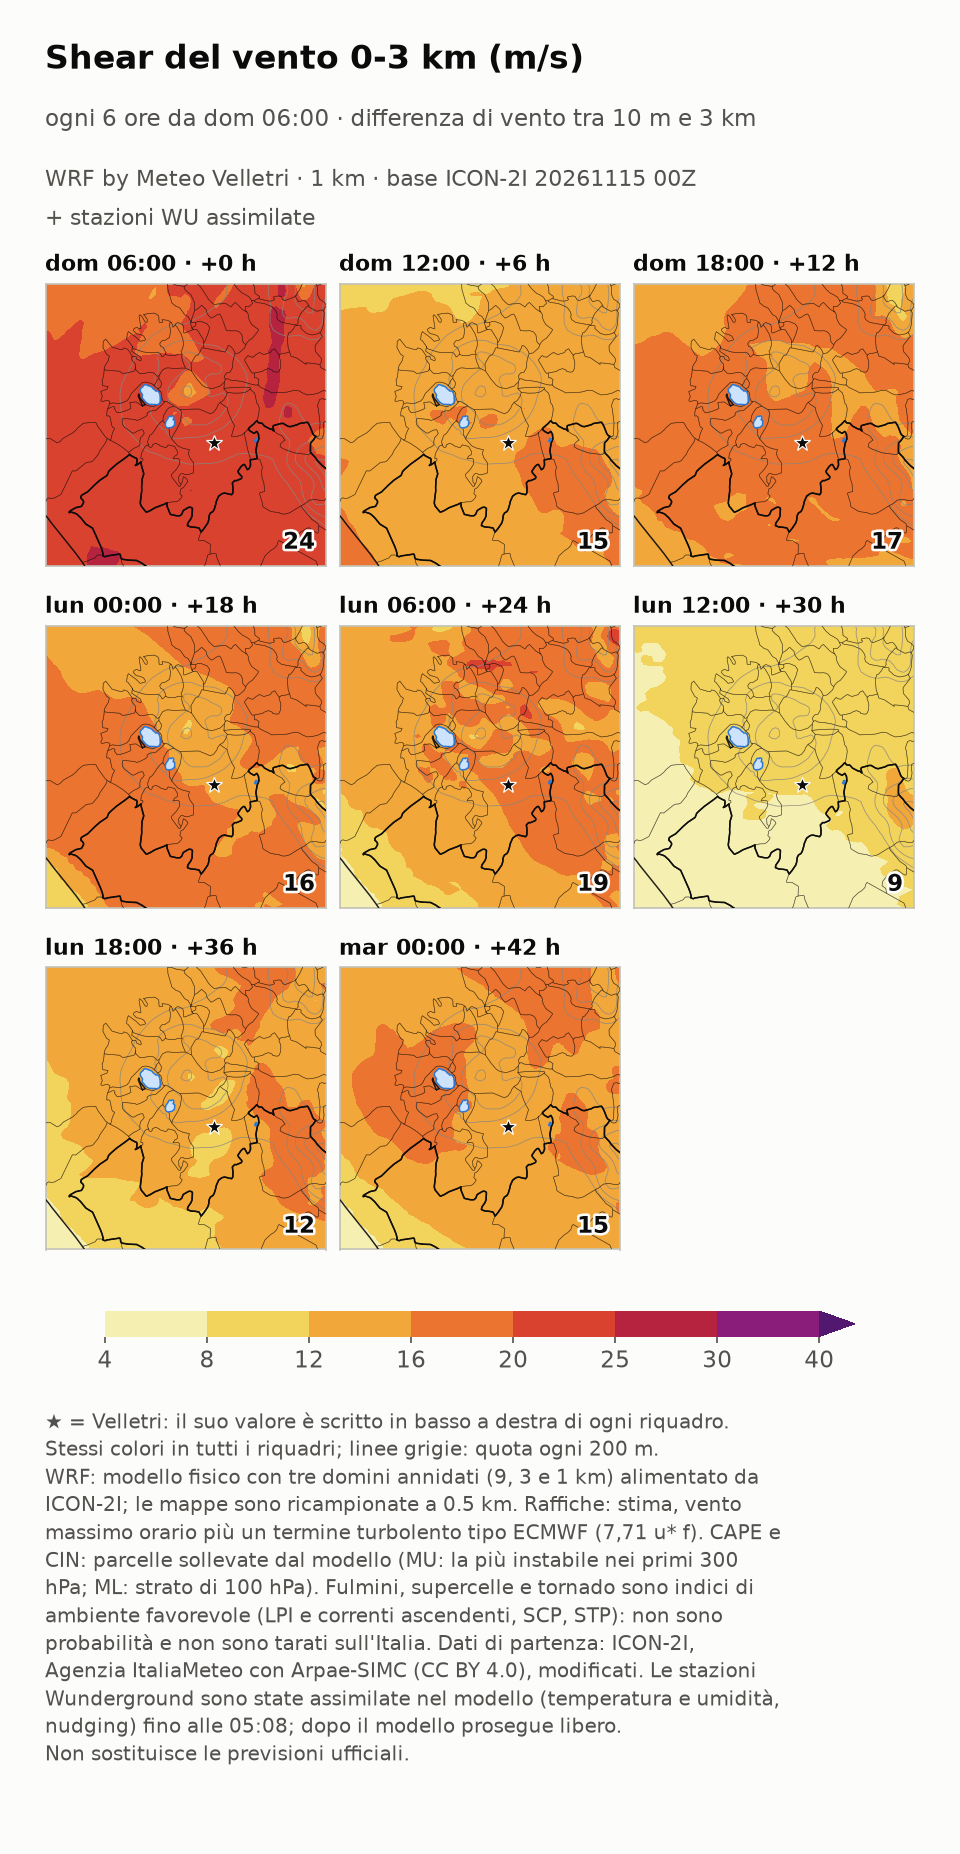 Shear del vento 0-3 km (m/s)
ogni 6 ore da dom 06:00 · differenza di vento tra 10 m e 3 km
WRF by Meteo Velletri · 1 km · base ICON-2I 20261115 00Z
+ stazioni WU assimilate
dom 06:00 · +0 h
dom 12:00 · +6 h
dom 18:00 · +12 h
24
15
17
lun 00:00 · +18 h
lun 06:00 · +24 h
lun 12:00 · +30 h
16
19
9
lun 18:00 · +36 h
mar 00:00 · +42 h
12
15
4 8 12 16 20 25 30 40
★ = Velletri: il suo valore è scritto in basso a destra di ogni riquadro.
Stessi colori in tutti i riquadri; linee grigie: quota ogni 200 m.
WRF: modello fisico con tre domini annidati (9, 3 e 1 km) alimentato da
ICON-2I; le mappe sono ricampionate a 0.5 km. Raffiche: stima, vento
massimo orario più un termine turbolento tipo ECMWF (7,71 u* f). CAPE e
CIN: parcelle sollevate dal modello (MU: la più instabile nei primi 300
hPa; ML: strato di 100 hPa). Fulmini, supercelle e tornado sono indici di
ambiente favorevole (LPI e correnti ascendenti, SCP, STP): non sono
probabilità e non sono tarati sull'Italia. Dati di partenza: ICON-2I,
Agenzia ItaliaMeteo con Arpae-SIMC (CC BY 4.0), modificati. Le stazioni
Wunderground sono state assimilate nel modello (temperatura e umidità,
nudging) fino alle 05:08; dopo il modello prosegue libero.
Non sostituisce le previsioni ufficiali.